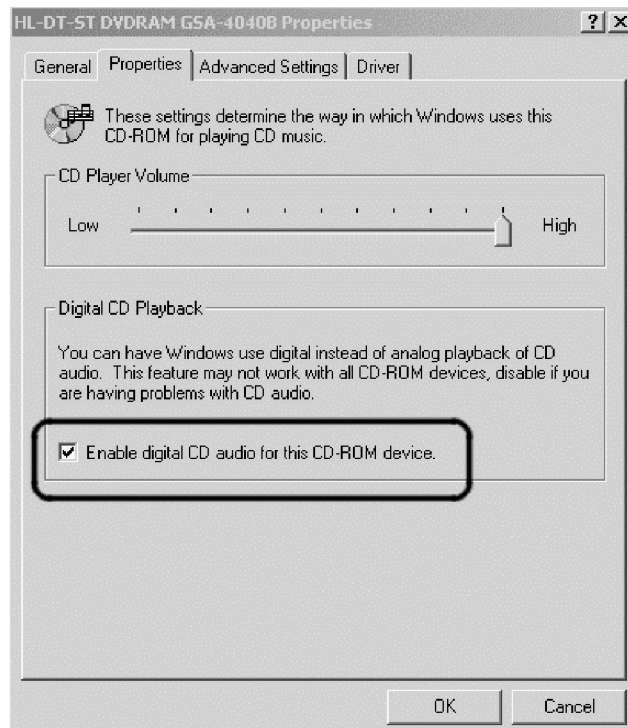 HL-DT-ST DVDRAM GSA-4040B Properties
General
Properties
Advanced Settings
Driver
These settings determine the way in which Windows uses this
CD-ROM for playing CD music.
CD Player Volume
Low
High
Digital CD Playback
You can have Windows use digital instead of analog playback of CD
audio. This feature may not work with all CD-ROM devices, disable if you
are having problems with CD audio.
Enable digital CD audio for this CD-ROM device.
OK
Cancel